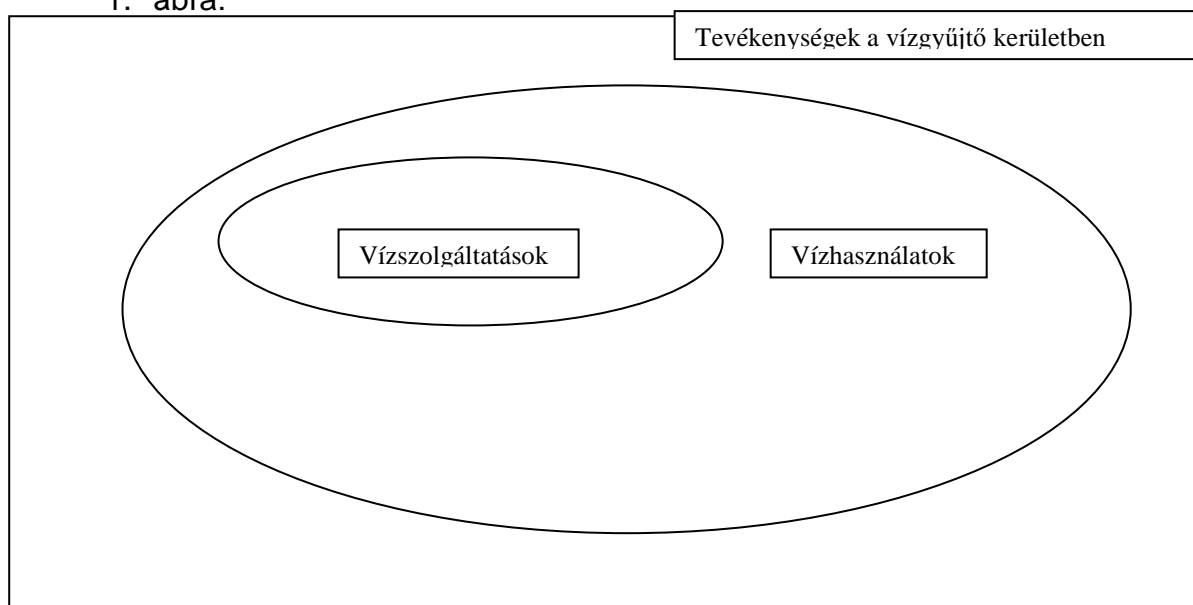 1. ábra.
Tevékenységek a vízgyűjtő kerületben
Vízszolgáltatások
Vízhasználatok